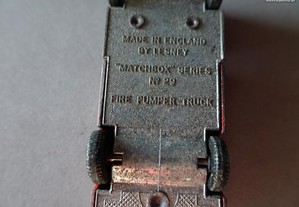 MADE IN ENGLAND
BY LESNEY
"MATCHBOX" SERIES
Nº 29
FIRE PUMPER TRUCK